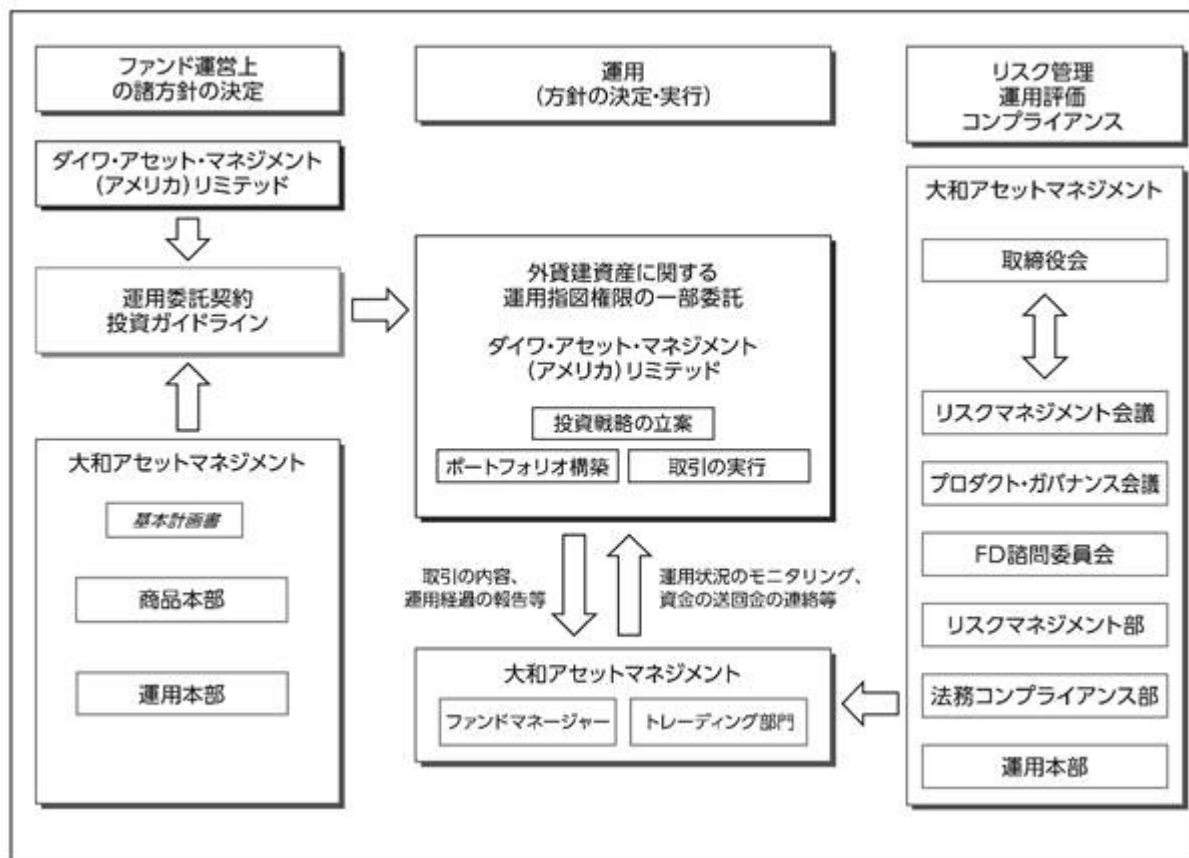 ファンド運営上
の諸方針の決定
ダイワ・アセット・マネジメント
(アメリカ)リミテッド
運用委託契約
投資ガイドライン
大和アセットマネジメント
基本計画書
商品本部
運用本部
運用
(方針の決定・実行)
外貨建資産に関する
運用指図権限の一部委託
ダイワ・アセット・マネジメント
(アメリカ)リミテッド
投資戦略の立案
ポートフォリオ構築
取引の実行
取引の内容、
運用経過の報告等
運用状況のモニタリング、
資金の送回金の連絡等
大和アセットマネジメント
ファンドマネージャー
トレーディング部門
リスク管理
運用評価
コンプライアンス
大和アセットマネジメント
取締役会
リスクマネジメント会議
プロダクト・ガバナンス会議
FD諮問委員会
リスクマネジメント部
法務コンプライアンス部
運用本部